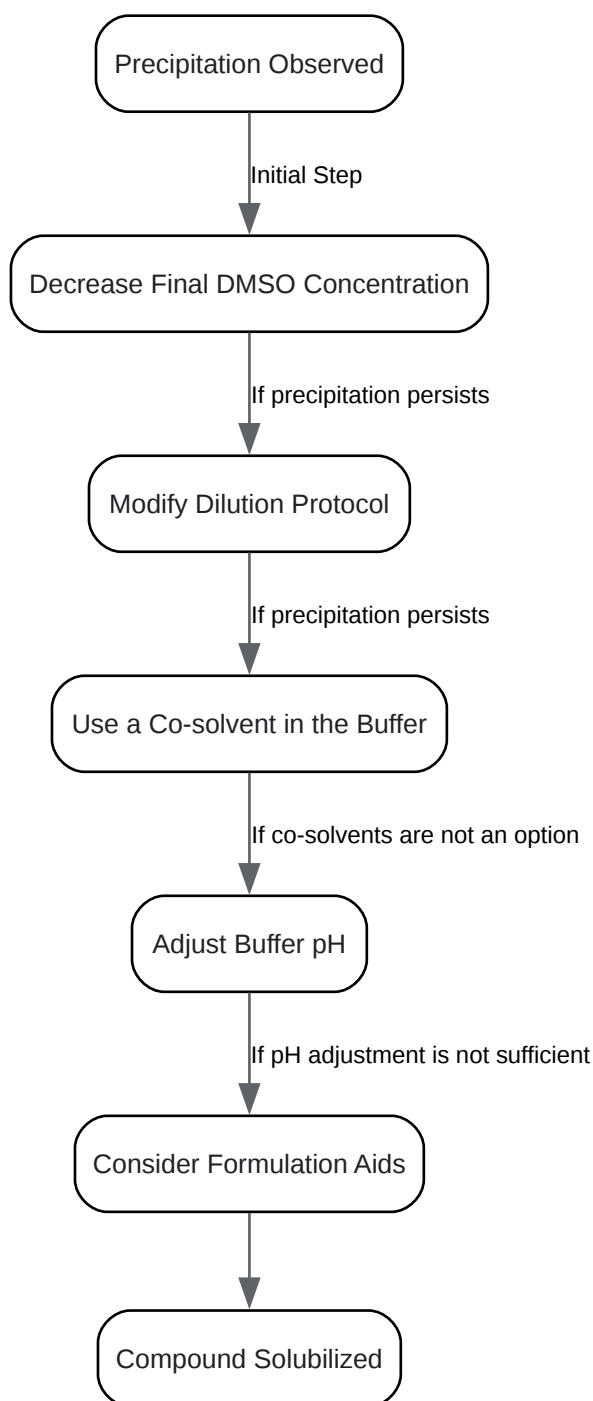 Precipitation Observed
Initial Step
Decrease Final DMSO Concentration
If precipitation persists
Modify Dilution Protocol
If precipitation persists
Use a Co-solvent in the Buffer
If co-solvents are not an option
Adjust Buffer pH
If pH adjustment is not sufficient
Consider Formulation Aids
Compound Solubilized